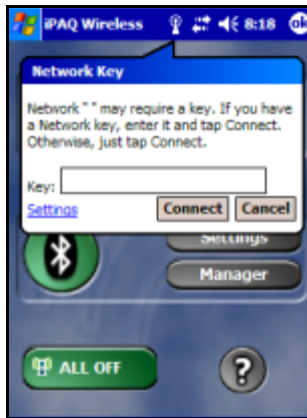 iPAQ Wireless 8:18 ok
Network Key
Network " " may require a key. If you have
a Network key, enter it and tap Connect.
Otherwise, just tap Connect.
Key:
Settings Connect Cancel
Settings
Manager
ALL OFF ?